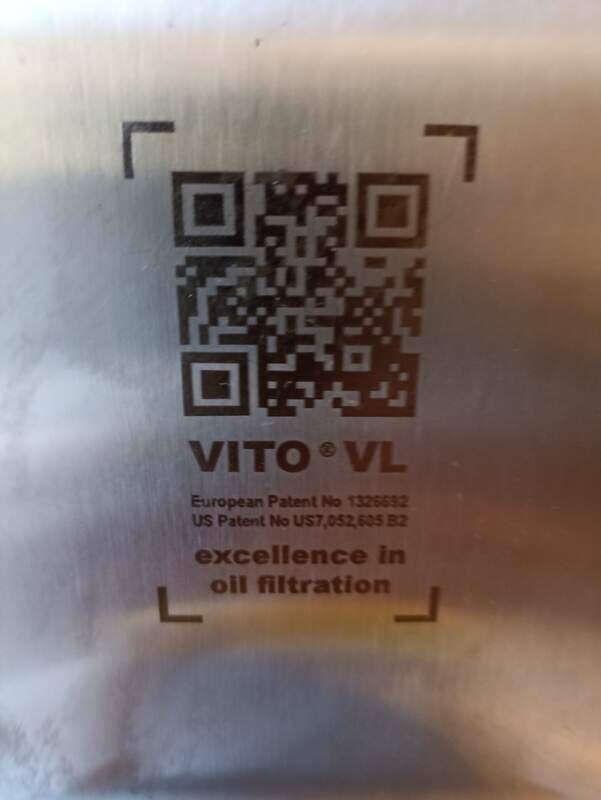 VITO® VL
European Patent No 1326692
US Patent No US7,052,605 B2
excellence in
oil filtration